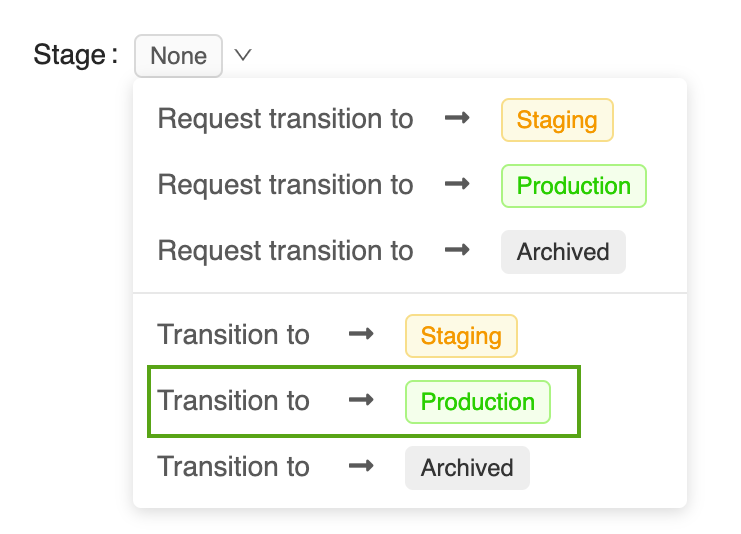 Stage: None
Request transition to → Staging
Request transition to → Production
Request transition to → Archived
Transition to → Staging
Transition to → Production
Transition to → Archived